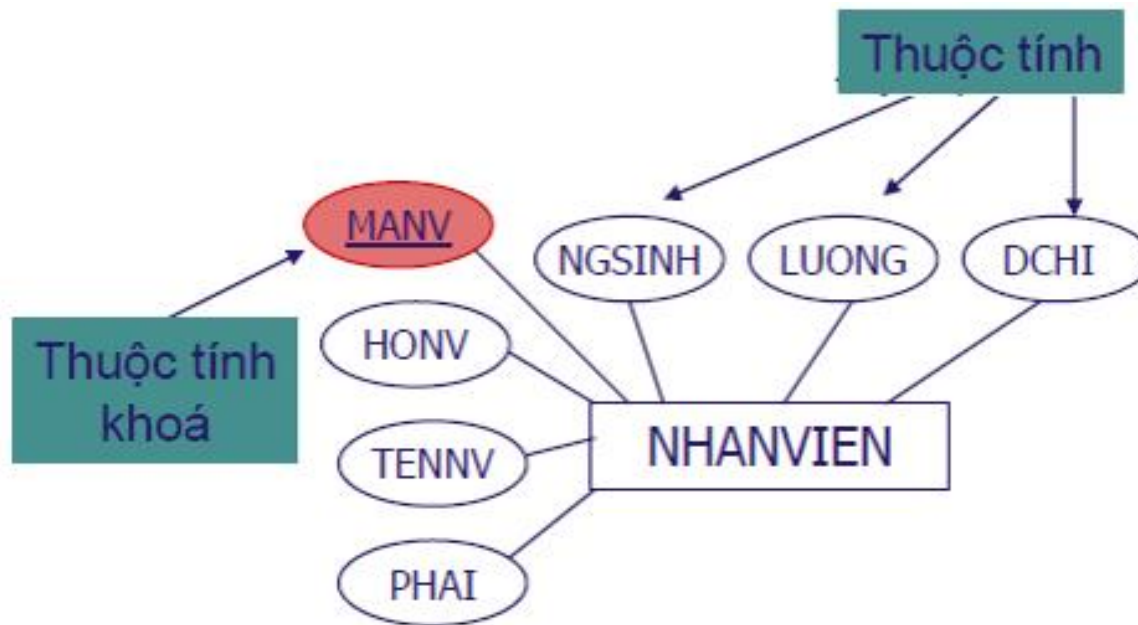 Thuộc tính
MANV
NGSINH
LUONG
DCHI
Thuộc tính
khoá
HONV
TENNV
NHANVIEN
PHAI